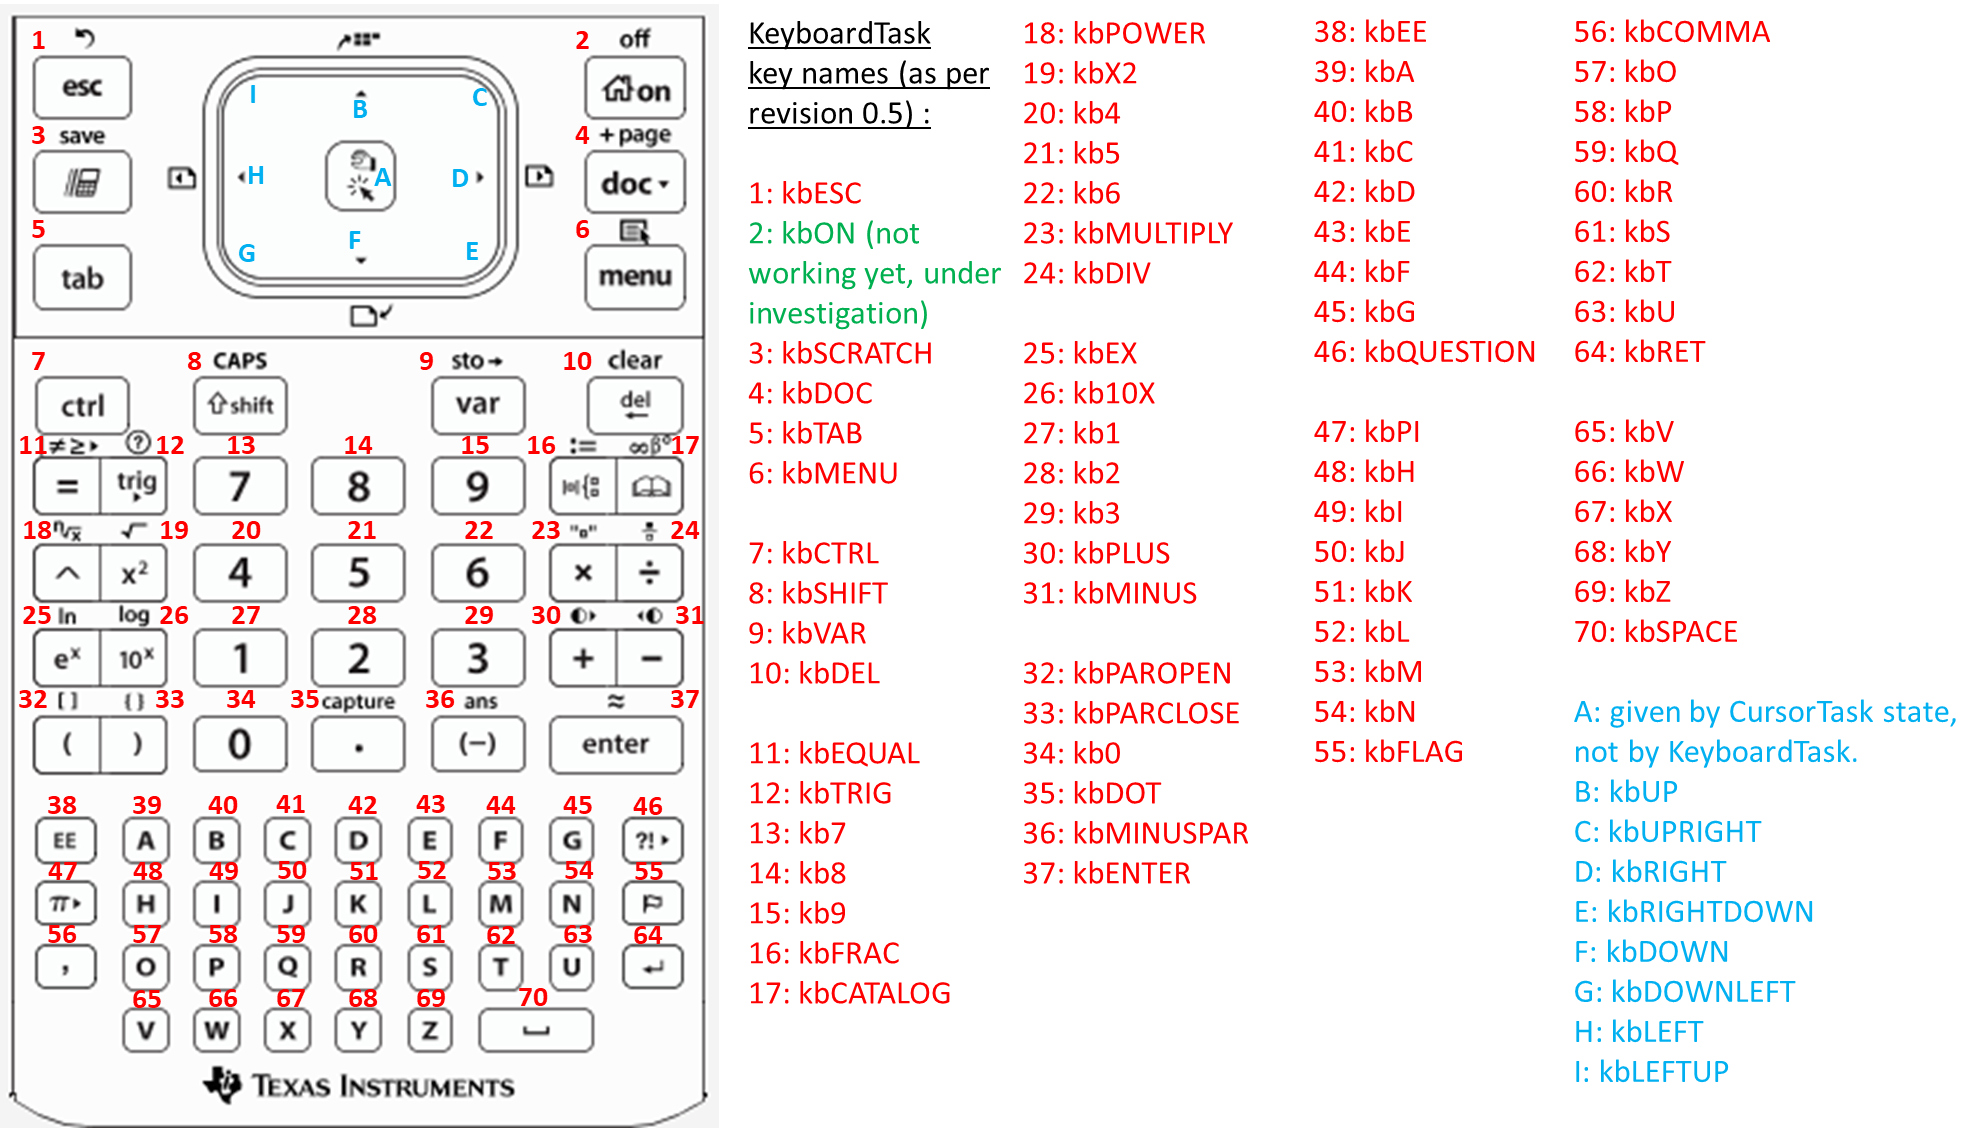 1 2 off
esc on
3 save 4 + page
doc
5 6
tab menu
I B C
H A D
G F E
7 8 CAPS 9 sto→ 10 clear
ctrl ⇧shift var del ←
11 ≠≥▸ ? 12 13 14 15 16 := ∞β° 17
= trig 7 8 9
18 ⁿ√x √ 19 20 21 22 23 "▫" 24
^ x² 4 5 6 × ÷
25 ln log 26 27 28 29 30 31
eˣ 10ˣ 1 2 3 + −
32 [ ] { } 33 34 35 capture 36 ans ≈ 37
( ) 0 . (−) enter
38 39 40 41 42 43 44 45 46
EE A B C D E F G ?!▸
47 48 49 50 51 52 53 54 55
π▸ H I J K L M N
56 57 58 59 60 61 62 63 64
, O P Q R S T U ↵
65 66 67 68 69 70
V W X Y Z
TEXAS INSTRUMENTS
KeyboardTask
key names (as per
revision 0.5) :
1: kbESC
2: kbON (not
working yet, under
investigation)
3: kbSCRATCH
4: kbDOC
5: kbTAB
6: kbMENU
7: kbCTRL
8: kbSHIFT
9: kbVAR
10: kbDEL
11: kbEQUAL
12: kbTRIG
13: kb7
14: kb8
15: kb9
16: kbFRAC
17: kbCATALOG
18: kbPOWER
19: kbX2
20: kb4
21: kb5
22: kb6
23: kbMULTIPLY
24: kbDIV
25: kbEX
26: kb10X
27: kb1
28: kb2
29: kb3
30: kbPLUS
31: kbMINUS
32: kbPAROPEN
33: kbPARCLOSE
34: kb0
35: kbDOT
36: kbMINUSPAR
37: kbENTER
38: kbEE
39: kbA
40: kbB
41: kbC
42: kbD
43: kbE
44: kbF
45: kbG
46: kbQUESTION
47: kbPI
48: kbH
49: kbI
50: kbJ
51: kbK
52: kbL
53: kbM
54: kbN
55: kbFLAG
56: kbCOMMA
57: kbO
58: kbP
59: kbQ
60: kbR
61: kbS
62: kbT
63: kbU
64: kbRET
65: kbV
66: kbW
67: kbX
68: kbY
69: kbZ
70: kbSPACE
A: given by CursorTask state,
not by KeyboardTask.
B: kbUP
C: kbUPRIGHT
D: kbRIGHT
E: kbRIGHTDOWN
F: kbDOWN
G: kbDOWNLEFT
H: kbLEFT
I: kbLEFTUP